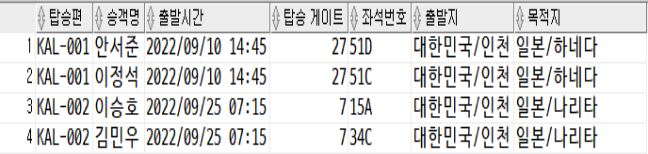 탑승편 승객명 출발시간 탑승 게이트 좌석번호 출발지 목적지
1 KAL-001 안서준 2022/09/10 14:45 27 51D 대한민국/인천 일본/하네다
2 KAL-001 이정석 2022/09/10 14:45 27 51C 대한민국/인천 일본/하네다
3 KAL-002 이승호 2022/09/25 07:15 7 15A 대한민국/인천 일본/나리타
4 KAL-002 김민우 2022/09/25 07:15 7 34C 대한민국/인천 일본/나리타